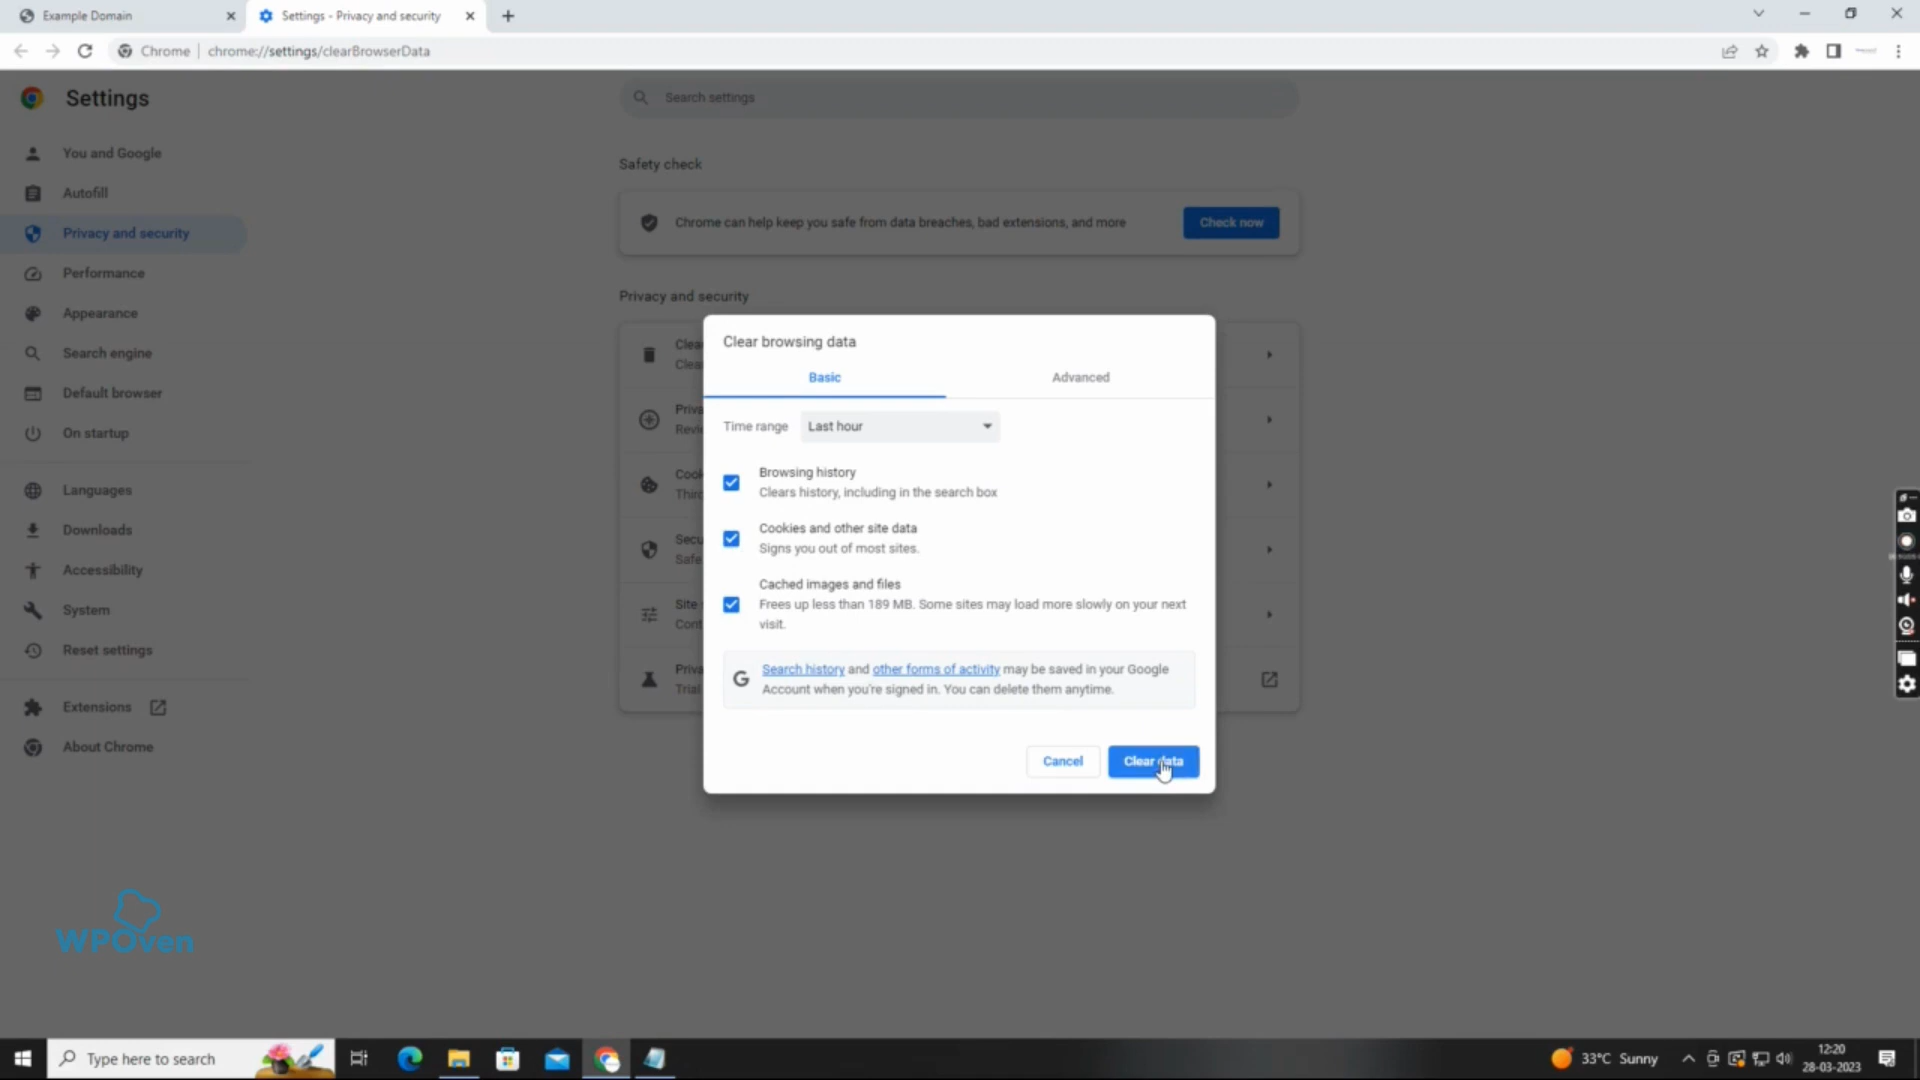 Example Domain
Settings - Privacy and security
Chrome
chrome://settings/clearBrowserData
Settings
Search settings
You and Google
Autofill
Privacy and security
Performance
Appearance
Search engine
Default browser
On startup
Languages
Downloads
Accessibility
System
Reset settings
Extensions
About Chrome
Safety check
Chrome can help keep you safe from data breaches, bad extensions, and more
Check now
Privacy and security
Clear browsing data
Basic
Advanced
Time range
Last hour
Browsing history
Clears history, including in the search box
Cookies and other site data
Signs you out of most sites.
Cached images and files
Frees up less than 189 MB. Some sites may load more slowly on your next
visit.
Search history and other forms of activity may be saved in your Google
Account when you're signed in. You can delete them anytime.
Cancel
Clear data
WPOven
Type here to search
33°C Sunny
12:20
28-03-2023